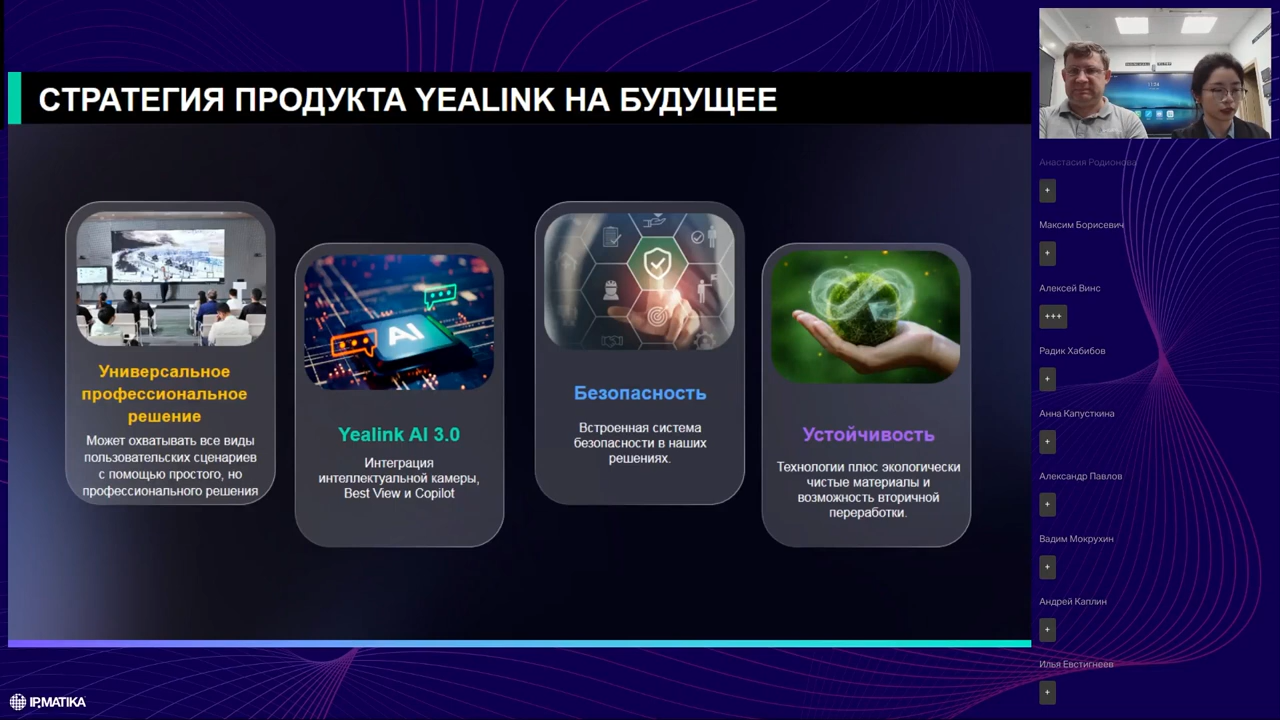 СТРАТЕГИЯ ПРОДУКТА YEALINK НА БУДУЩЕЕ
Универсальное
профессиональное
решение
Может охватывать все виды
пользовательских сценариев
с помощью простого, но
профессионального решения
AI
Yealink AI 3.0
Интеграция
интеллектуальной камеры,
Best View и Copilot
Безопасность
Встроенная система
безопасности в наших
решениях.
Устойчивость
Технологии плюс экологически
чистые материалы и
возможность вторичной
переработки.
IPMATIKA
Анастасия Родионова
+
Максим Борисевич
+
Алексей Винс
+++
Радик Хабибов
+
Анна Капусткина
+
Александр Павлов
+
Вадим Мокрухин
+
Андрей Каплин
+
Илья Евстигнеев
+